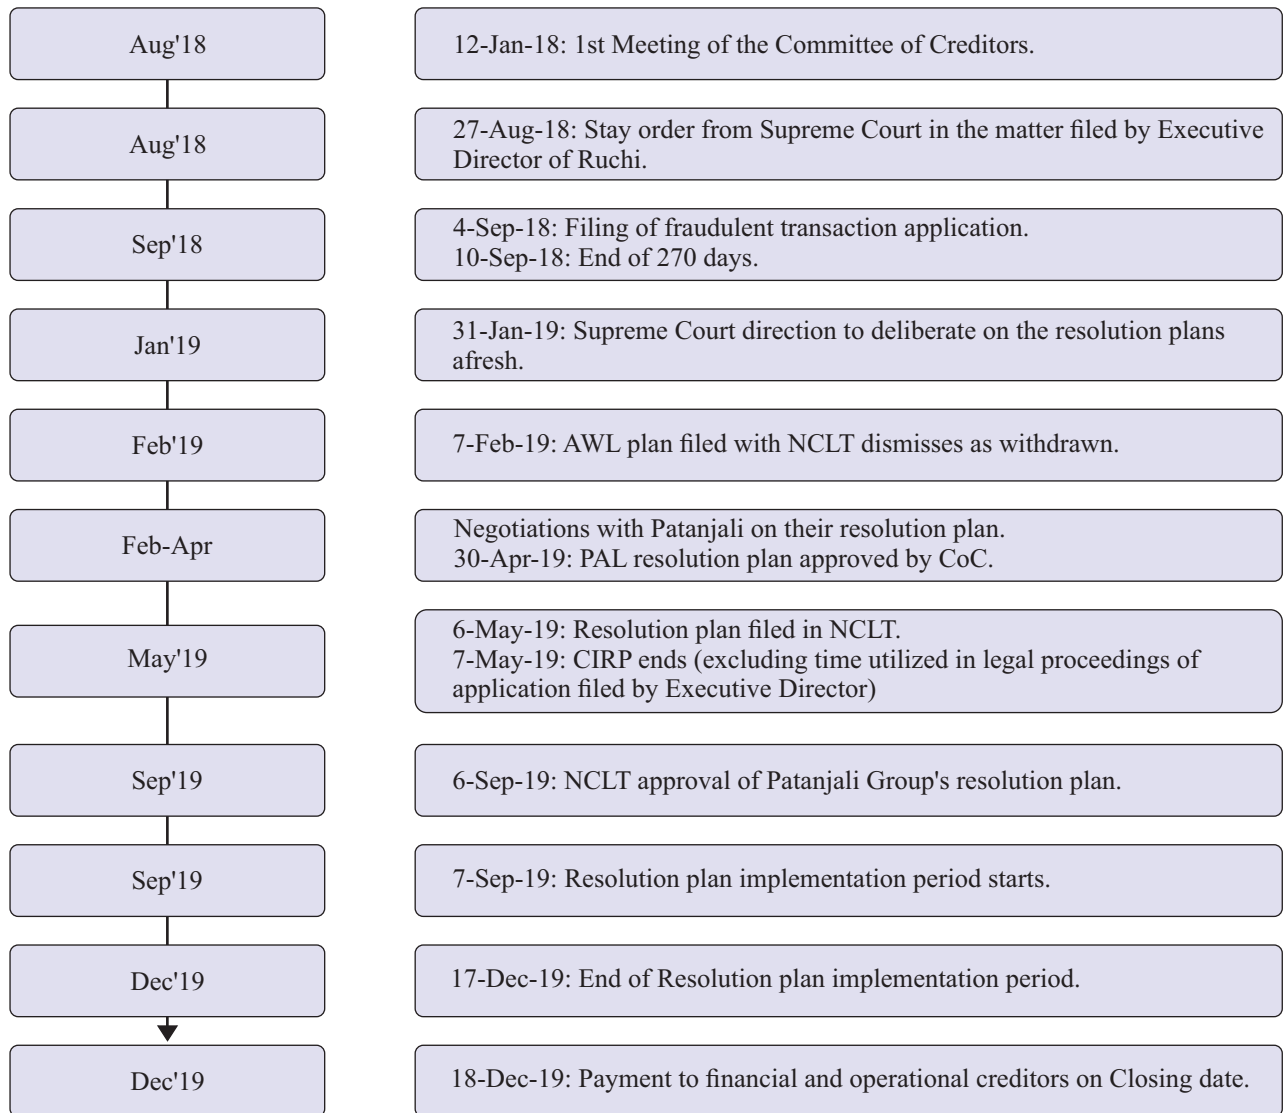 Aug'18
12-Jan-18: 1st Meeting of the Committee of Creditors.
Aug'18
27-Aug-18: Stay order from Supreme Court in the matter filed by Executive
Director of Ruchi.
Sep'18
4-Sep-18: Filing of fraudulent transaction application.
10-Sep-18: End of 270 days.
Jan'19
31-Jan-19: Supreme Court direction to deliberate on the resolution plans
afresh.
Feb'19
7-Feb-19: AWL plan filed with NCLT dismisses as withdrawn.
Feb-Apr
Negotiations with Patanjali on their resolution plan.
30-Apr-19: PAL resolution plan approved by CoC.
May'19
6-May-19: Resolution plan filed in NCLT.
7-May-19: CIRP ends (excluding time utilized in legal proceedings of
application filed by Executive Director)
Sep'19
6-Sep-19: NCLT approval of Patanjali Group's resolution plan.
Sep'19
7-Sep-19: Resolution plan implementation period starts.
Dec'19
17-Dec-19: End of Resolution plan implementation period.
Dec'19
18-Dec-19: Payment to financial and operational creditors on Closing date.